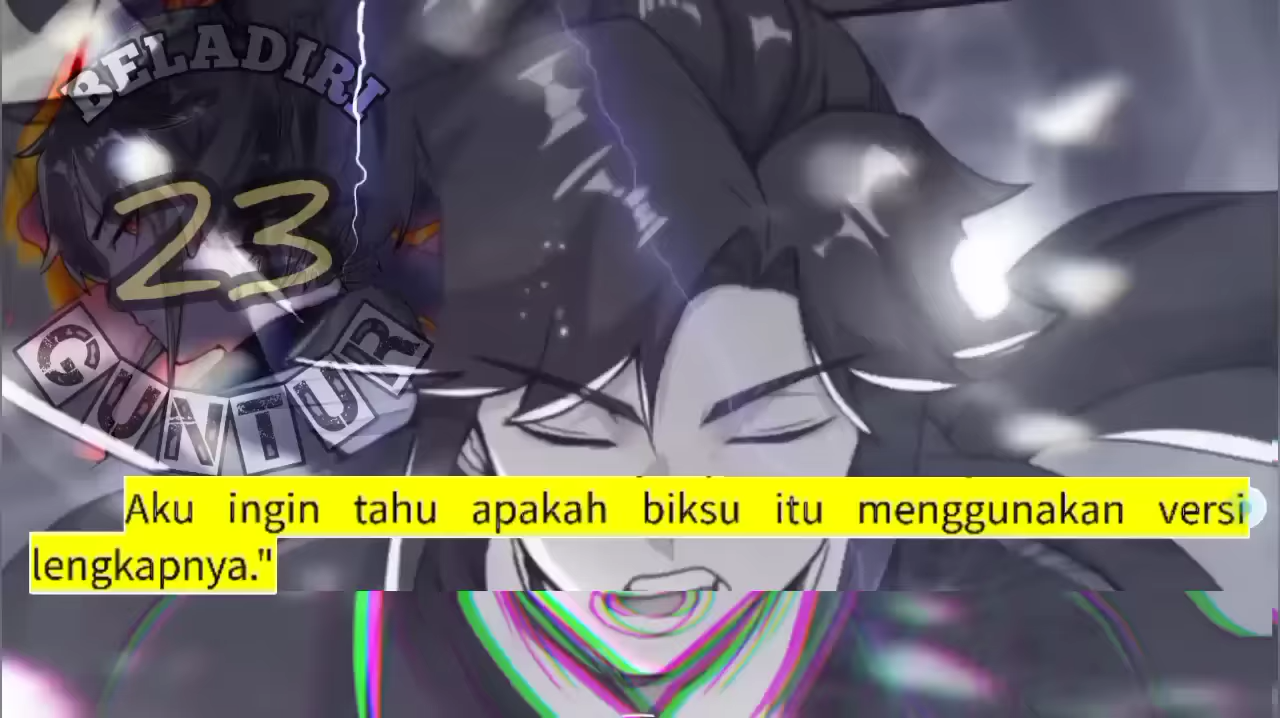 BELADIRI
23
GUNTUR
Aku ingin tahu apakah biksu itu menggunakan versi
lengkapnya."